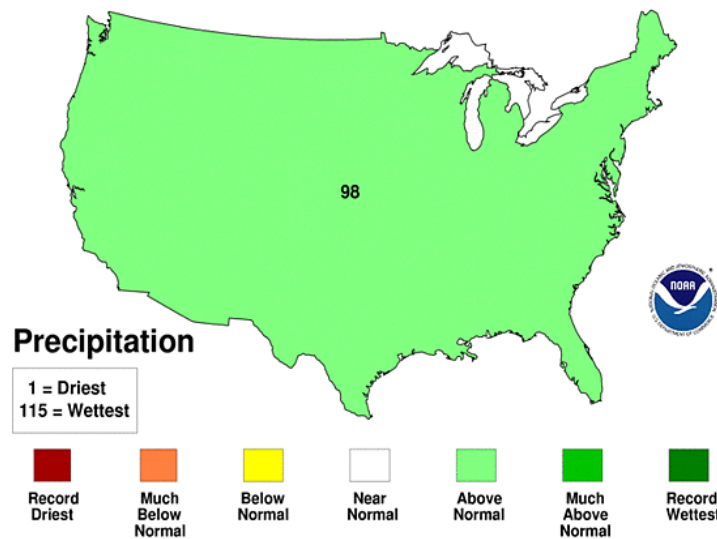 98
NOAA
Precipitation
1 = Driest
115 = Wettest
Record
Driest
Much
Below
Normal
Below
Normal
Near
Normal
Above
Normal
Much
Above
Normal
Record
Wettest